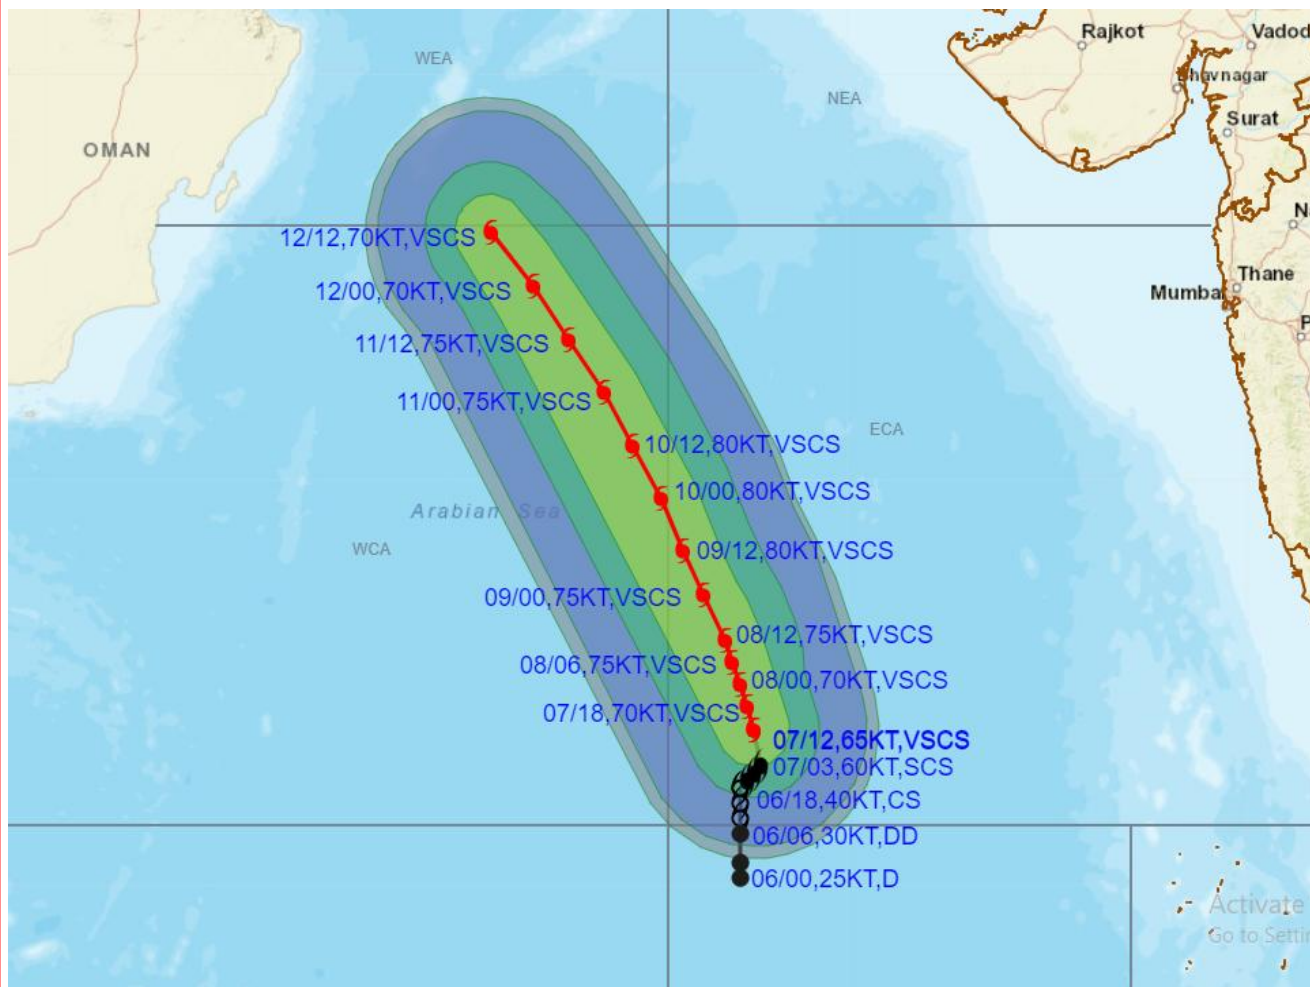 Rajkot
Vadod
WEA
Bhavnagar
NEA
Surat
OMAN
N
12/12,70KT,VSCS
Thane
12/00,70KT,VSCS
Mumbai
P
11/12,75KT,VSCS
11/00,75KT,VSCS
ECA
10/12,80KT,VSCS
10/00,80KT,VSCS
Arabian Sea
WCA
09/12,80KT,VSCS
09/00,75KT,VSCS
08/12,75KT,VSCS
08/06,75KT,VSCS
08/00,70KT,VSCS
07/18,70KT,VSCS
07/12,65KT,VSCS
07/03,60KT,SCS
06/18,40KT,CS
06/06,30KT,DD
06/00,25KT,D
Activate
Go to Settin